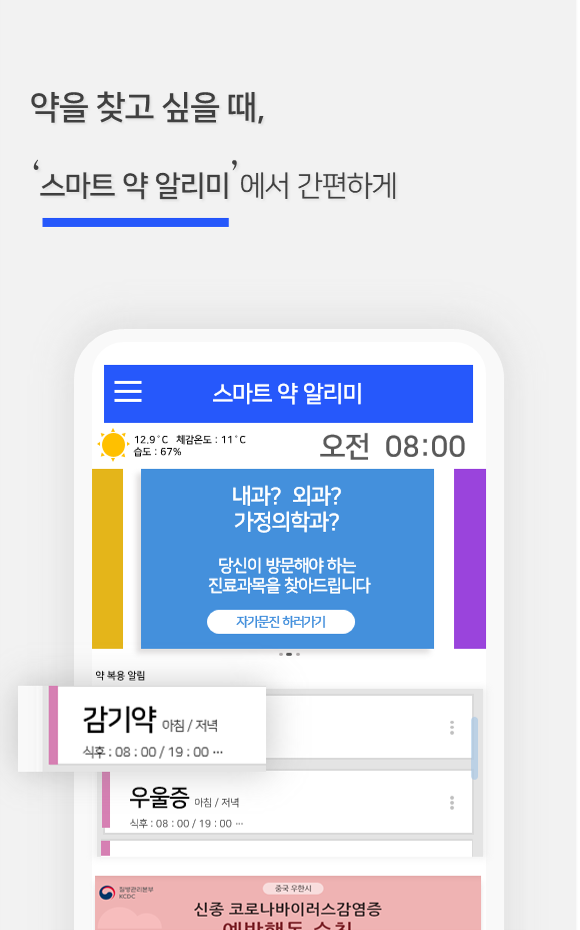 약을 찾고 싶을 때,
‘스마트 약 알리미’에서 간편하게
스마트 약 알리미
12.9°C 체감온도 : 11°C
습도 : 67%
오전 08:00
내과? 외과?
가정의학과?
당신이 방문해야 하는
진료과목을 찾아드립니다
자가문진 하러가기
약 복용 알림
감기약 아침 / 저녁
식후 : 08 : 00 / 19 : 00 ···
우울증 아침 / 저녁
식후 : 08 : 00 / 19 : 00 ···
질병관리본부
KCDC
중국 우한시
신종 코로나바이러스감염증
예방행동 수칙